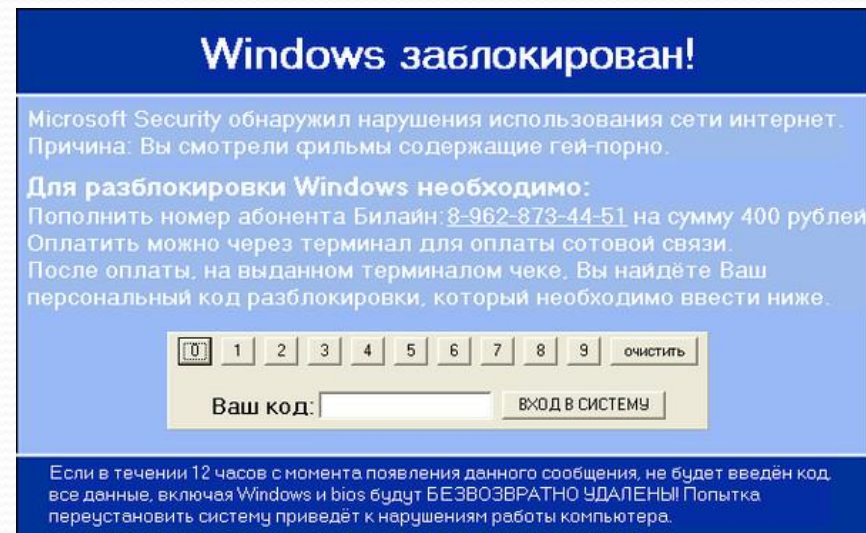 Windows заблокирован!
Microsoft Security обнаружил нарушения использования сети интернет.
Причина: Вы смотрели фильмы содержащие гей-порно.
Для разблокировки Windows необходимо:
Пополнить номер абонента Билайн: 8-962-873-44-51 на сумму 400 рублей
Оплатить можно через терминал для оплаты сотовой связи.
После оплаты, на выданном терминалом чеке, Вы найдёте Ваш
персональный код разблокировки, который необходимо ввести ниже.
0 1 2 3 4 5 6 7 8 9 очистить
Ваш код: ВХОД В СИСТЕМУ
Если в течении 12 часов с момента появления данного сообщения, не будет введён код,
все данные, включая Windows и bios будут БЕЗВОЗВРАТНО УДАЛЕНЫ! Попытка
переустановить систему приведёт к нарушениям работы компьютера.